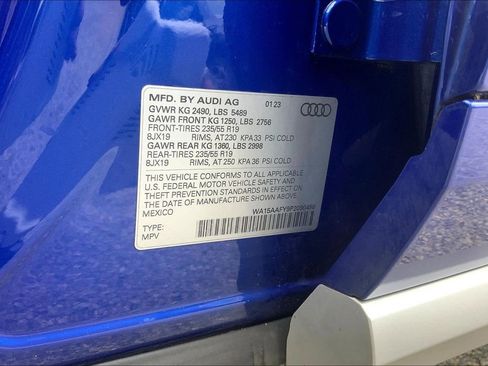 MFD. BY AUDI AG 01 23
GVWR KG 2490, LBS 5489
GAWR FRONT KG 1250, LBS 2756
FRONT-TIRES 235/55 R19
8JX19 RIMS, AT 230 KPA 33 PSI COLD
GAWR REAR KG 1360, LBS 2998
REAR-TIRES 235/55 R19
8JX19 RIMS, AT 250 KPA 36 PSI COLD
THIS VEHICLE CONFORMS TO ALL APPLICABLE
U.S. FEDERAL MOTOR VEHICLE SAFETY AND
THEFT PREVENTION STANDARDS IN EFFECT ON
THE DATE OF MANUFACTURE SHOWN ABOVE.
MEXICO
TYPE:
MPV